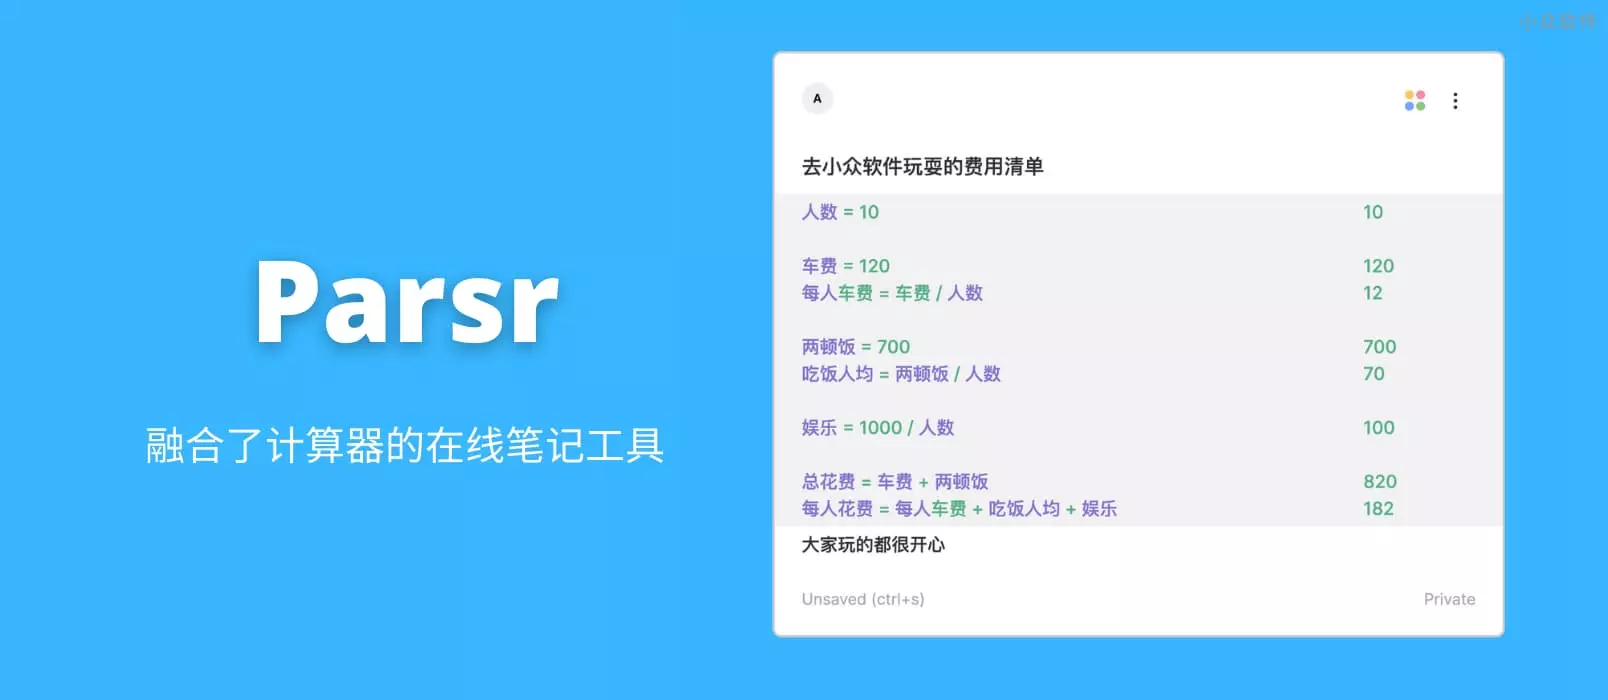 小众软件
Parsr
融合了计算器的在线笔记工具
A
去小众软件玩耍的费用清单
人数 = 10 10
车费 = 120 120
每人车费 = 车费 / 人数 12
两顿饭 = 700 700
吃饭人均 = 两顿饭 / 人数 70
娱乐 = 1000 / 人数 100
总花费 = 车费 + 两顿饭 820
每人花费 = 每人车费 + 吃饭人均 + 娱乐 182
大家玩的都很开心
Unsaved (ctrl+s) Private